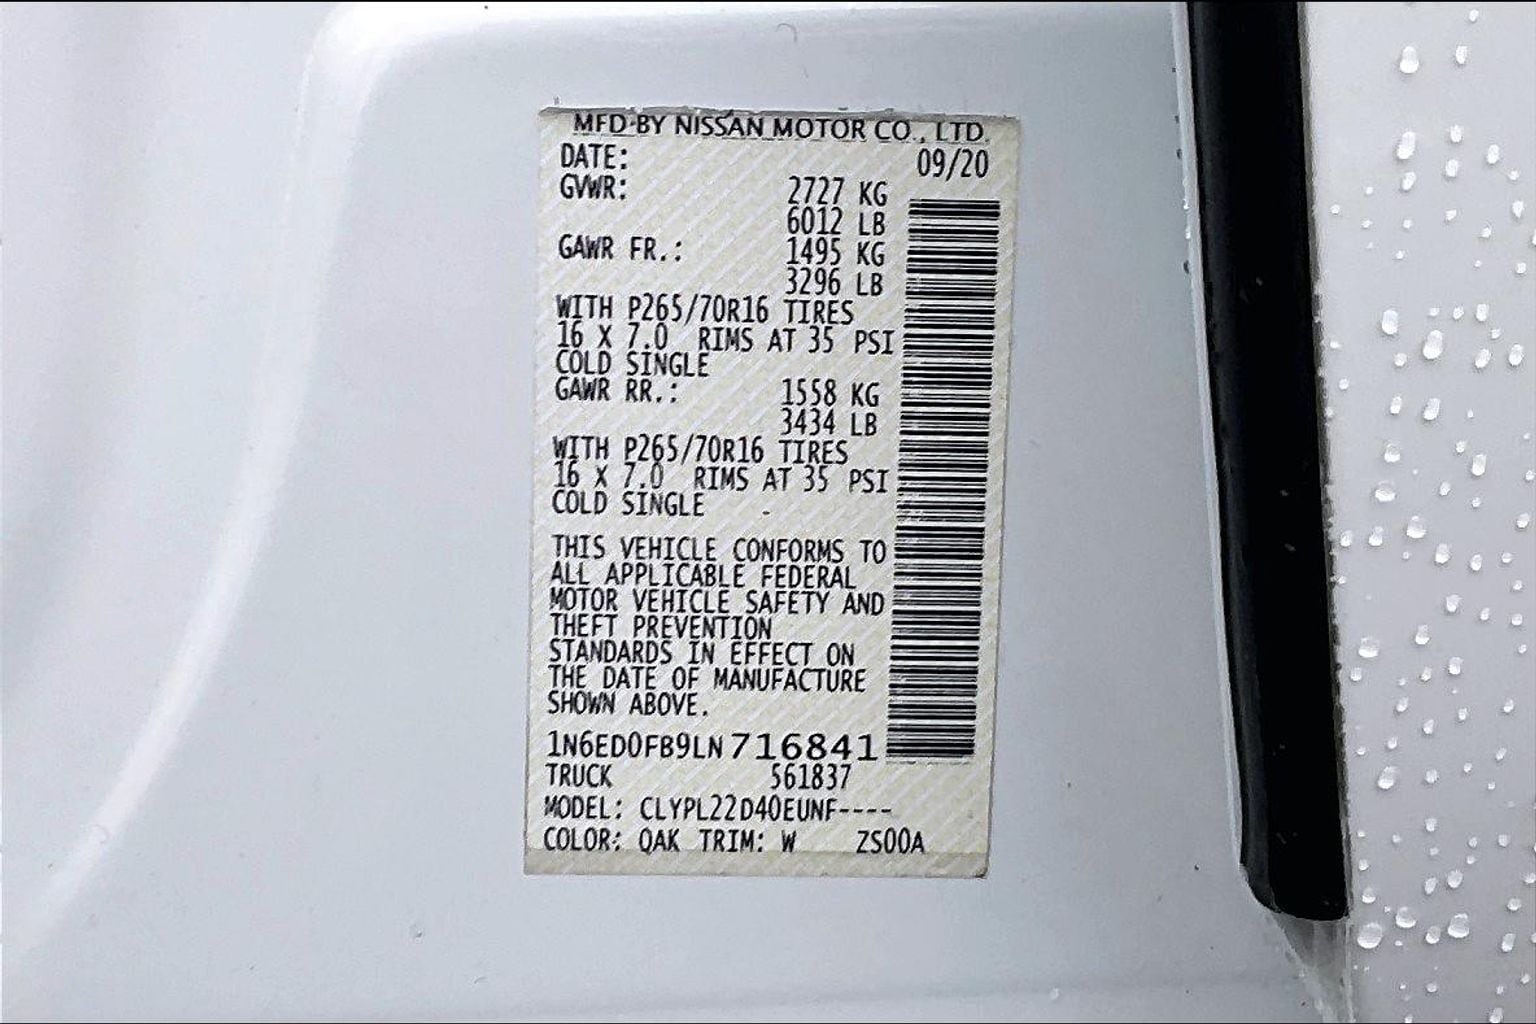 MFD BY NISSAN MOTOR CO., LTD.
DATE: 09/20
GVWR: 2727 KG
6012 LB
GAWR FR.: 1495 KG
3296 LB
WITH P265/70R16 TIRES
16 X 7.0 RIMS AT 35 PSI
COLD SINGLE
GAWR RR.: 1558 KG
3434 LB
WITH P265/70R16 TIRES
16 X 7.0 RIMS AT 35 PSI
COLD SINGLE
THIS VEHICLE CONFORMS TO
ALL APPLICABLE FEDERAL
MOTOR VEHICLE SAFETY AND
THEFT PREVENTION
STANDARDS IN EFFECT ON
THE DATE OF MANUFACTURE
SHOWN ABOVE.
1N6ED0FB9LN716841
TRUCK 561837
MODEL: CLYPL22D40EUNF----
COLOR: QAK TRIM: W ZS00A